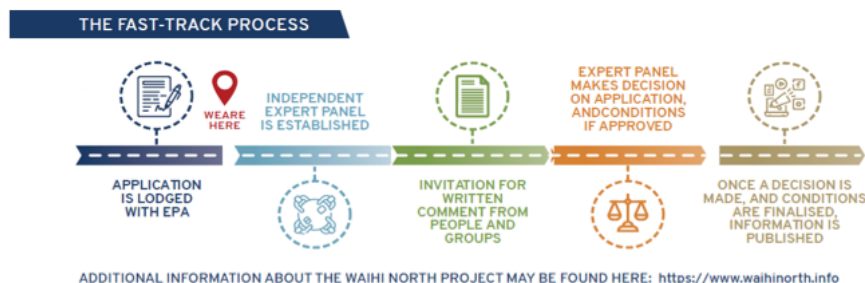 THE FAST-TRACK PROCESS
WEARE
HERE
APPLICATION
IS LODGED
WITH EPA
INDEPENDENT
EXPERT PANEL
IS ESTABLISHED
INVITATION FOR
WRITTEN
COMMENT FROM
PEOPLE AND
GROUPS
EXPERT PANEL
MAKES DECISION
ON APPLICATION,
ANDCONDITIONS
IF APPROVED
ONCE A DECISION IS
MADE, AND CONDITIONS
ARE FINALISED,
INFORMATION IS
PUBLISHED
ADDITIONAL INFORMATION ABOUT THE WAIHI NORTH PROJECT MAY BE FOUND HERE: https://www.waihinorth.info